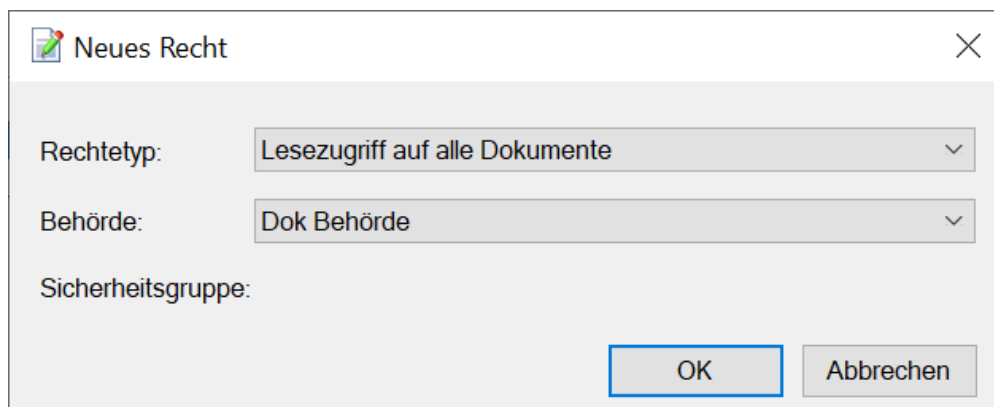 Neues Recht
Rechtetyp: Lesezugriff auf alle Dokumente
Behörde: Dok Behörde
Sicherheitsgruppe:
OK Abbrechen